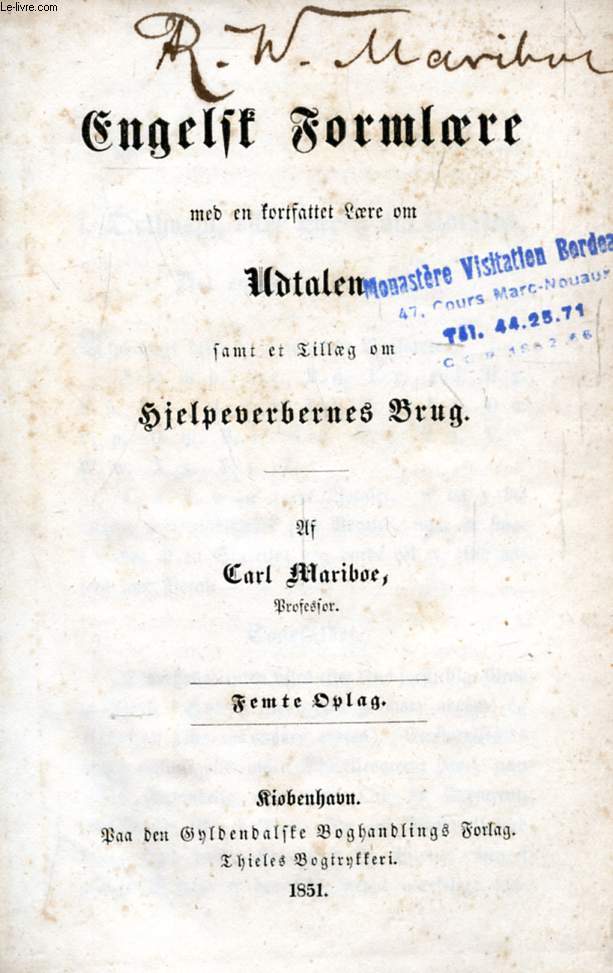 Le-livre.com
R. W. Mariboe
Engelsk Formlære
med en kortfattet Lære om
Udtalen
samt et Tillæg om
Hjelpeverbernes Brug.
Monastère Visitation Bordea
47, Cours Marc-Nouaux
Tél. 44.25.71
Af
Carl Mariboe,
Professor.
Femte Oplag.
Kiøbenhavn.
Paa den Gyldendalske Boghandlings Forlag.
Thieles Bogtrykkeri.
1851.